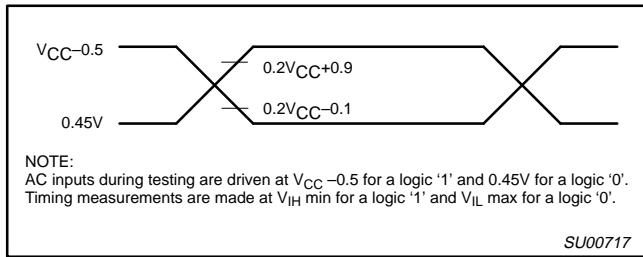 VCC–0.5
0.2VCC+0.9
0.2VCC–0.1
0.45V
NOTE:
AC inputs during testing are driven at VCC –0.5 for a logic ‘1’ and 0.45V for a logic ‘0’.
Timing measurements are made at VIH min for a logic ‘1’ and VIL max for a logic ‘0’.
SU00717